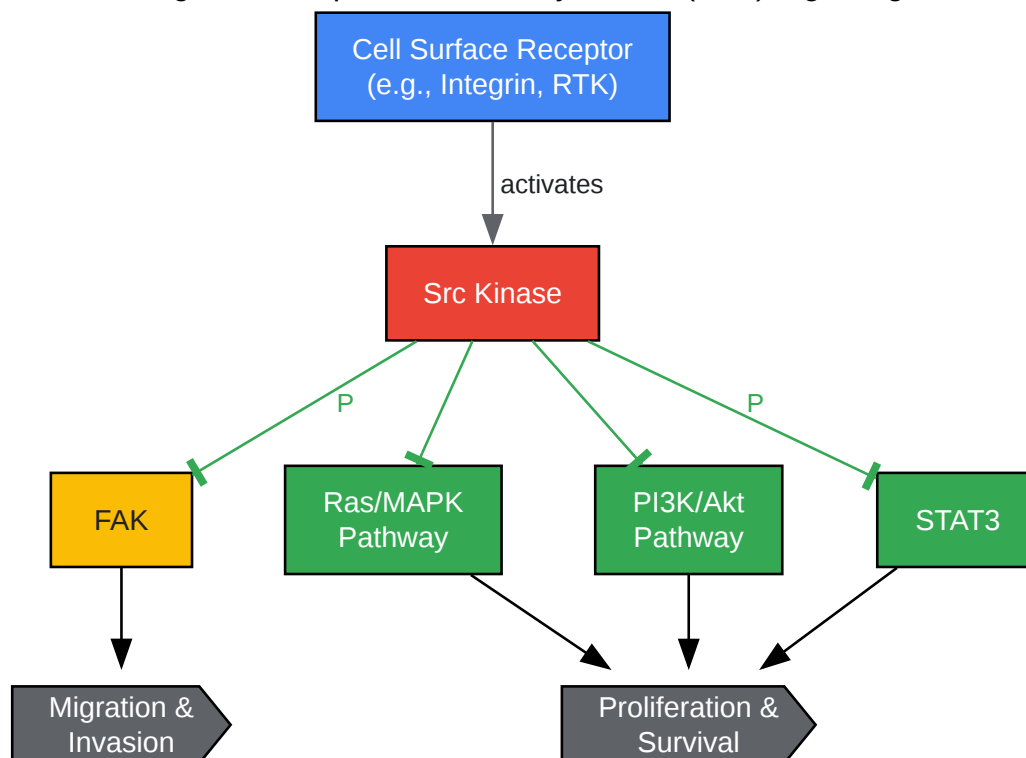 Cell Surface Receptor
(e.g., Integrin, RTK)
activates
Src Kinase
P
P
FAK
Ras/MAPK
Pathway
PI3K/Akt
Pathway
STAT3
Migration &
Invasion
Proliferation &
Survival